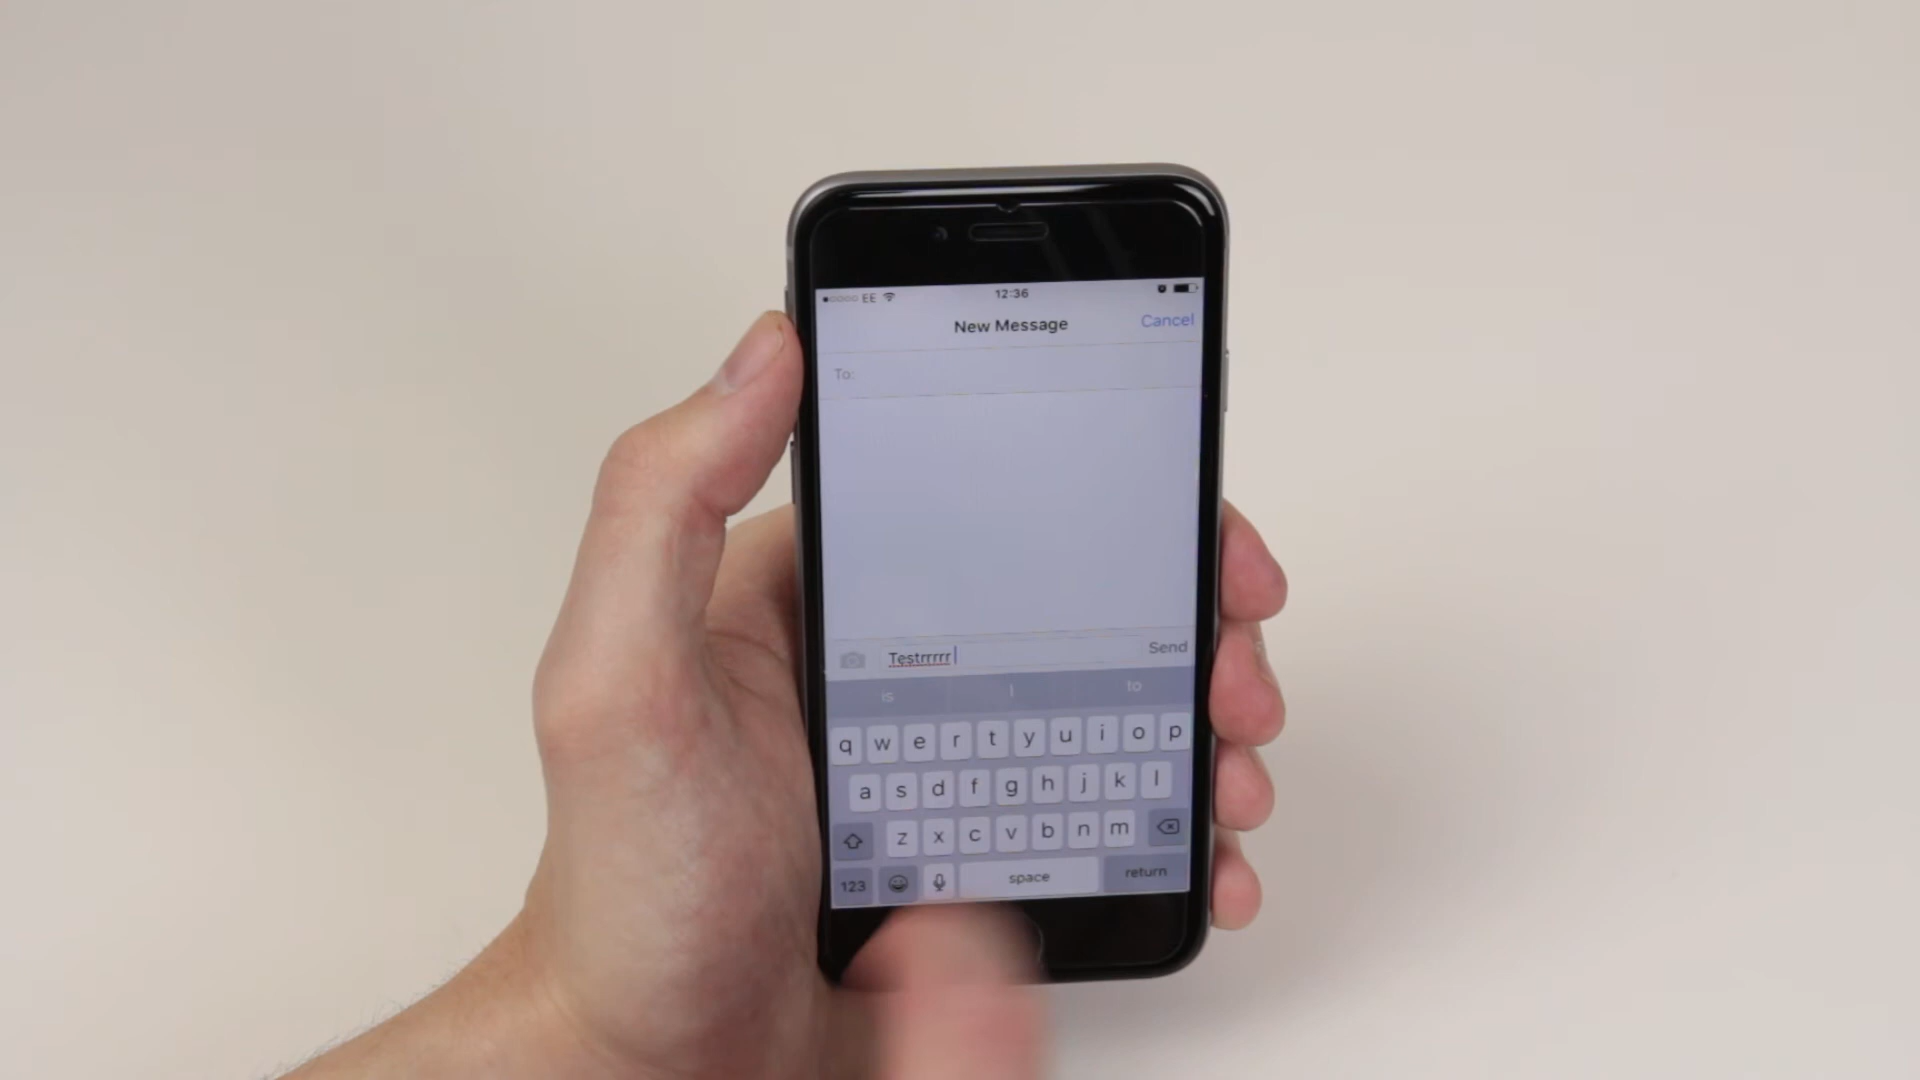 EE 12:36
New Message Cancel
To:
Testrrrrr Send
is I to
q w e r t y u i o p
a s d f g h j k l
z x c v b n m
123 space return